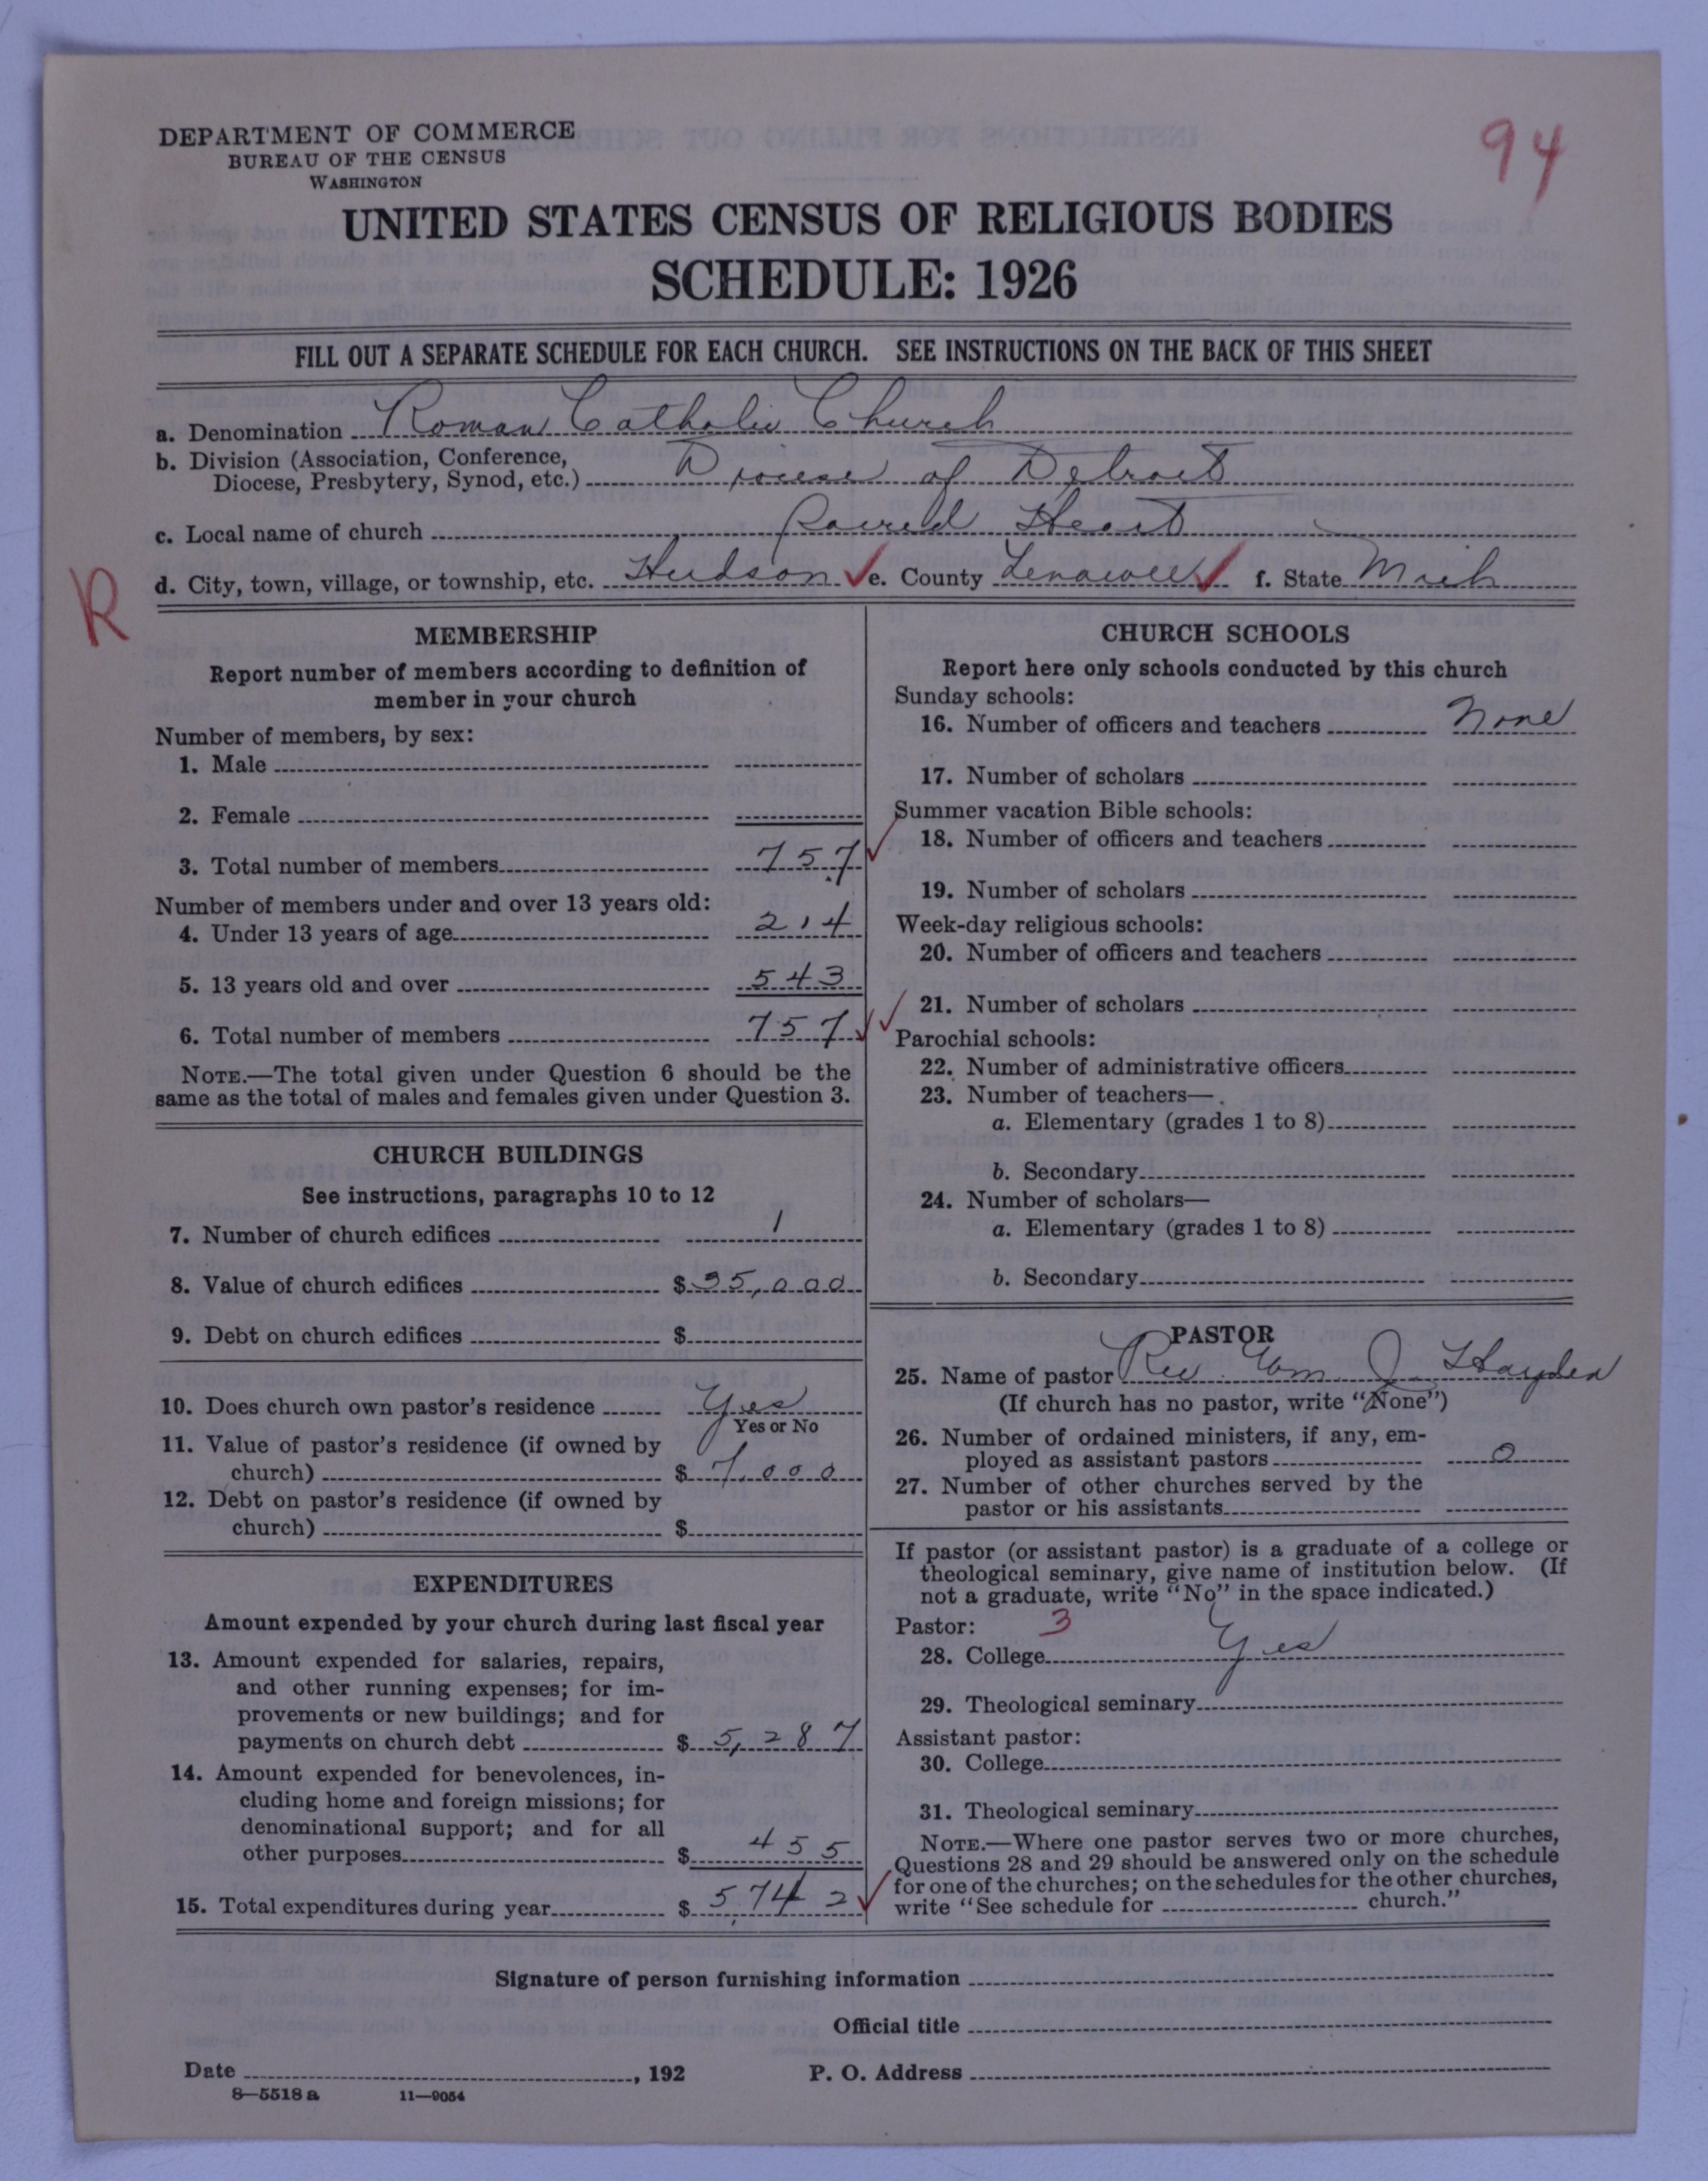 94
DEPARTMENT OF COMMERCE
BUREAU OF THE CENSUS
WASHINGTON
UNITED STATES CENSUS OF RELIGIOUS BODIES
SCHEDULE: 1926
FILL OUT A SEPARATE SCHEDULE FOR EACH CHURCH. SEE INSTRUCTIONS ON THE BACK OF THIS SHEET
a. Denomination Roman Catholic Church
b. Division (Association, Conference,
Diocese, Presbytery, Synod, etc.) Diocese of Detroit
c. Local name of church Sacred Heart
R
d. City, town, village, or township, etc. Hudson ✓ e. County Lenawee ✓ f. State Mich
MEMBERSHIP
Report number of members according to definition of
member in your church
Number of members, by sex:
1. Male
2. Female
3. Total number of members 757 ✓
Number of members under and over 13 years old:
4. Under 13 years of age 214
5. 13 years old and over 543
6. Total number of members 757 ✓ ✓
NOTE.—The total given under Question 6 should be the
same as the total of males and females given under Question 3.
CHURCH BUILDINGS
See instructions, paragraphs 10 to 12
7. Number of church edifices 1
8. Value of church edifices $ 35,000
9. Debt on church edifices $
10. Does church own pastor's residence Yes
Yes or No
11. Value of pastor's residence (if owned by
church) $ 7,000
12. Debt on pastor's residence (if owned by
church) $
EXPENDITURES
Amount expended by your church during last fiscal year
13. Amount expended for salaries, repairs,
and other running expenses; for im-
provements or new buildings; and for
payments on church debt $ 5,287
14. Amount expended for benevolences, in-
cluding home and foreign missions; for
denominational support; and for all
other purposes $ 455
15. Total expenditures during year $ 5,742 ✓
CHURCH SCHOOLS
Report here only schools conducted by this church
Sunday schools:
16. Number of officers and teachers None
17. Number of scholars
Summer vacation Bible schools:
18. Number of officers and teachers
19. Number of scholars
Week-day religious schools:
20. Number of officers and teachers
21. Number of scholars
Parochial schools:
22. Number of administrative officers
23. Number of teachers—
a. Elementary (grades 1 to 8)
b. Secondary
24. Number of scholars—
a. Elementary (grades 1 to 8)
b. Secondary
PASTOR
25. Name of pastor Rev. Wm. J. Hayden
(If church has no pastor, write "None")
26. Number of ordained ministers, if any, em-
ployed as assistant pastors 0
27. Number of other churches served by the
pastor or his assistants
If pastor (or assistant pastor) is a graduate of a college or
theological seminary, give name of institution below. (If
not a graduate, write "No" in the space indicated.)
Pastor: 3
28. College Yes
29. Theological seminary
Assistant pastor:
30. College
31. Theological seminary
NOTE.—Where one pastor serves two or more churches,
Questions 28 and 29 should be answered only on the schedule
for one of the churches; on the schedules for the other churches,
write "See schedule for church."
Signature of person furnishing information
Official title
Date , 192 P. O. Address
8—5518 a 11—9054